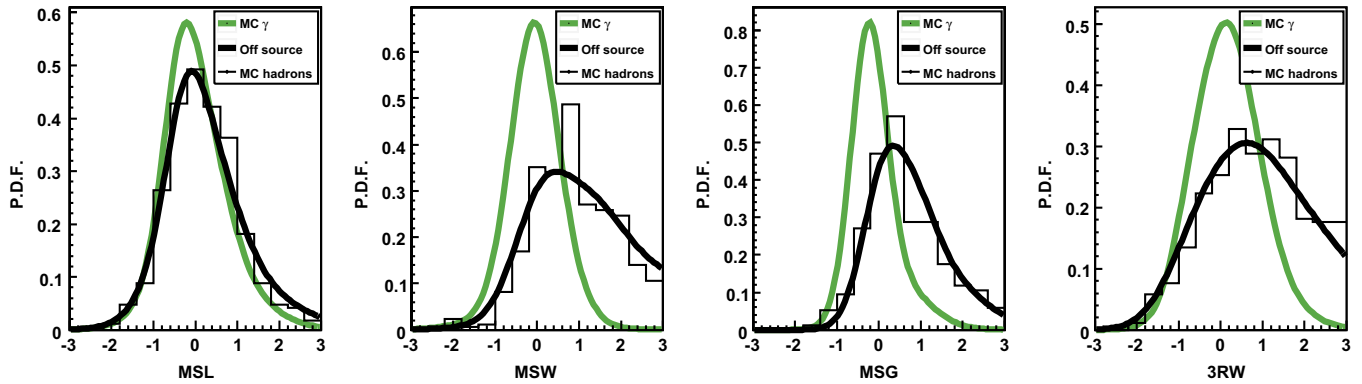 P.D.F.
0.6
0.5
0.4
0.3
0.2
0.1
0
-3 -2 -1 0 1 2 3
MSL
MC γ
Off source
MC hadrons
P.D.F.
0.6
0.5
0.4
0.3
0.2
0.1
0
-3 -2 -1 0 1 2 3
MSW
MC γ
Off source
MC hadrons
P.D.F.
0.8
0.7
0.6
0.5
0.4
0.3
0.2
0.1
0
-3 -2 -1 0 1 2 3
MSG
MC γ
Off source
MC hadrons
P.D.F.
0.5
0.4
0.3
0.2
0.1
0
-3 -2 -1 0 1 2 3
3RW
MC γ
Off source
MC hadrons